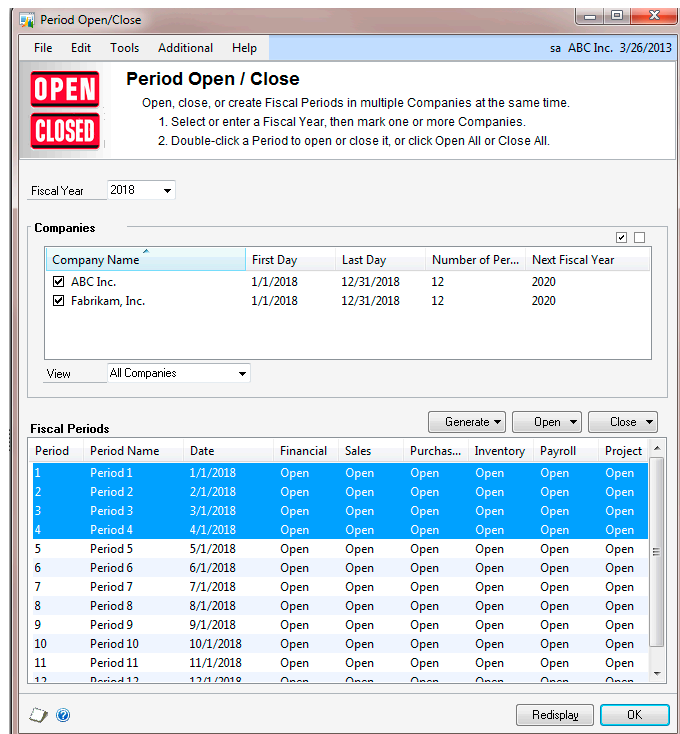 Period Open/Close
File Edit Tools Additional Help sa ABC Inc. 3/26/2013
OPEN
CLOSED
Period Open / Close
Open, close, or create Fiscal Periods in multiple Companies at the same time.
1. Select or enter a Fiscal Year, then mark one or more Companies.
2. Double-click a Period to open or close it, or click Open All or Close All.
Fiscal Year 2018
Companies
Company Name First Day Last Day Number of Per... Next Fiscal Year
ABC Inc. 1/1/2018 12/31/2018 12 2020
Fabrikam, Inc. 1/1/2018 12/31/2018 12 2020
View All Companies
Fiscal Periods Generate Open Close
Period Period Name Date Financial Sales Purchas... Inventory Payroll Project
1 Period 1 1/1/2018 Open Open Open Open Open Open
2 Period 2 2/1/2018 Open Open Open Open Open Open
3 Period 3 3/1/2018 Open Open Open Open Open Open
4 Period 4 4/1/2018 Open Open Open Open Open Open
5 Period 5 5/1/2018 Open Open Open Open Open Open
6 Period 6 6/1/2018 Open Open Open Open Open Open
7 Period 7 7/1/2018 Open Open Open Open Open Open
8 Period 8 8/1/2018 Open Open Open Open Open Open
9 Period 9 9/1/2018 Open Open Open Open Open Open
10 Period 10 10/1/2018 Open Open Open Open Open Open
11 Period 11 11/1/2018 Open Open Open Open Open Open
12 Period 12 12/1/2018 Open Open Open Open Open Open
Redisplay OK